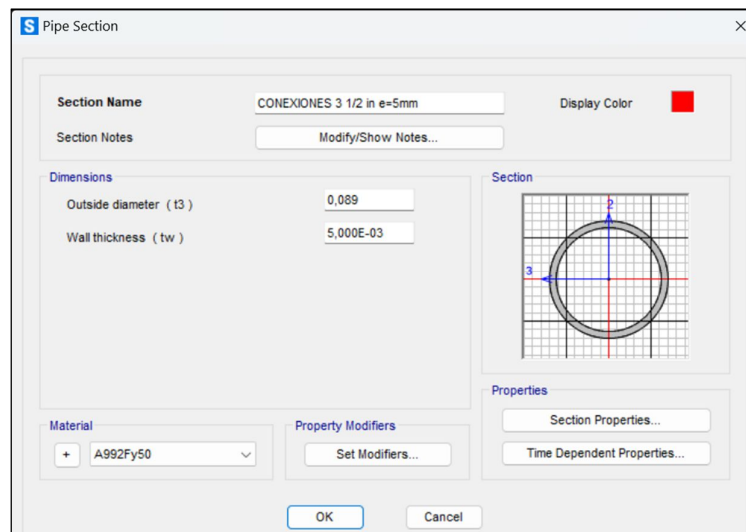 S Pipe Section
Section Name
CONEXIONES 3 1/2 in e=5mm
Display Color
Section Notes
Modify/Show Notes...
Dimensions
Outside diameter ( t3 )
0,089
Wall thickness ( tw )
5,000E-03
Section
2
3
Properties
Section Properties...
Time Dependent Properties...
Material
+
A992Fy50
Property Modifiers
Set Modifiers...
OK
Cancel